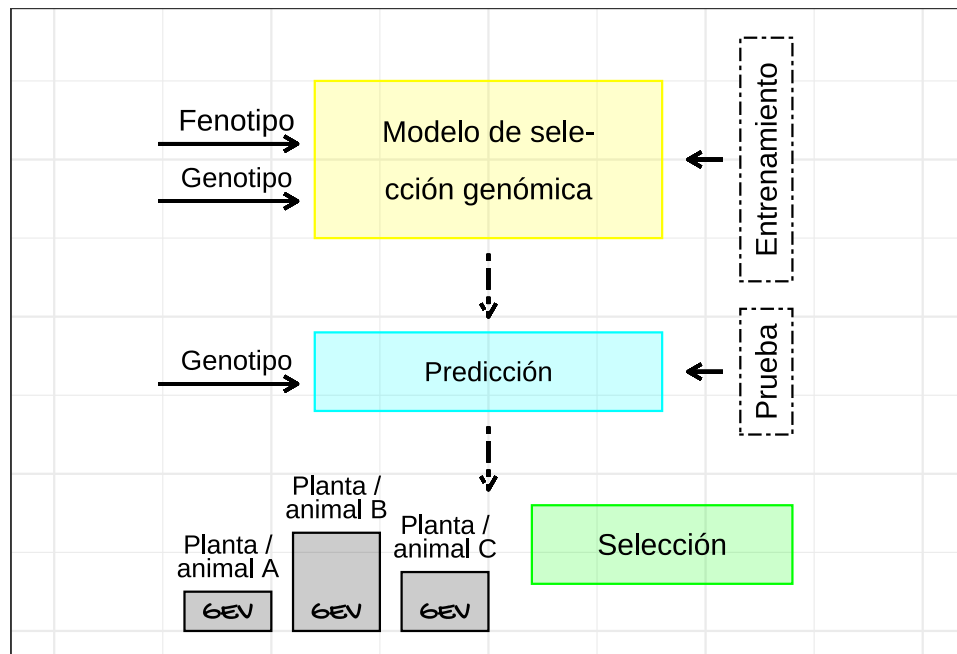 Fenotipo
Genotipo
Modelo de sele-
cción genómica
Entrenamiento
Genotipo
Predicción
Prueba
Planta /
animal A
Planta /
animal B
Planta /
animal C
GEV
GEV
GEV
Selección